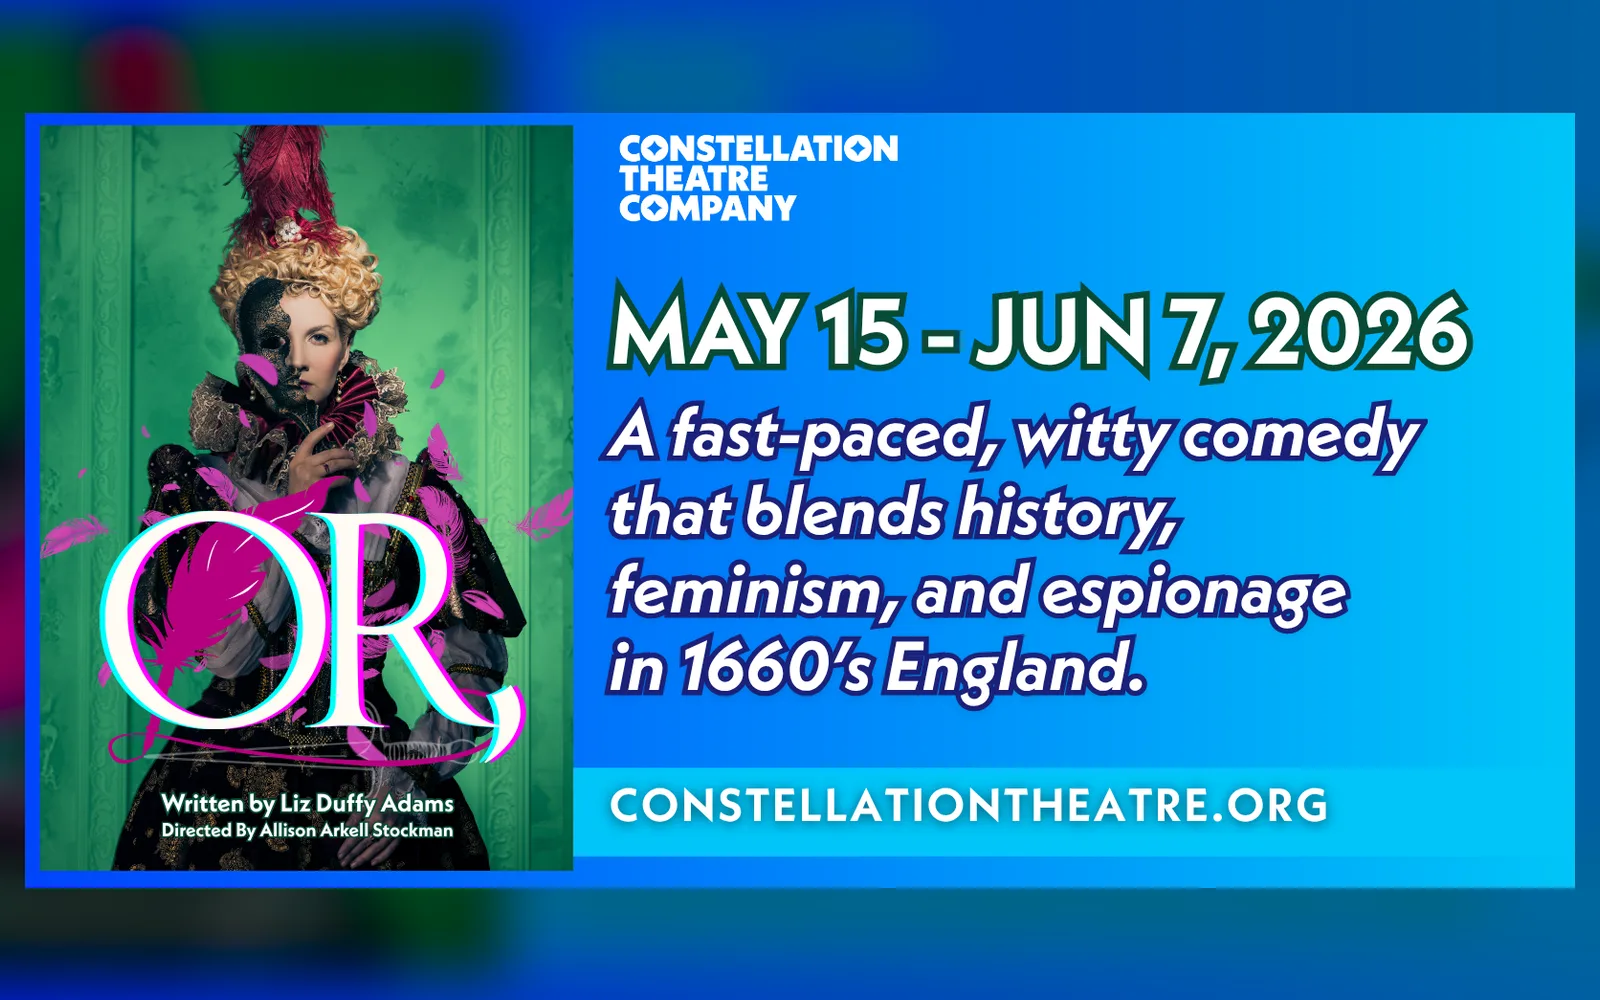 CONSTELLATION
THEATRE
COMPANY
MAY 15 - JUN 7, 2026
A fast-paced, witty comedy
that blends history,
feminism, and espionage
in 1660's England.
CONSTELLATIONTHEATRE.ORG
OR,
Written by Liz Duffy Adams
Directed By Allison Arkell Stockman